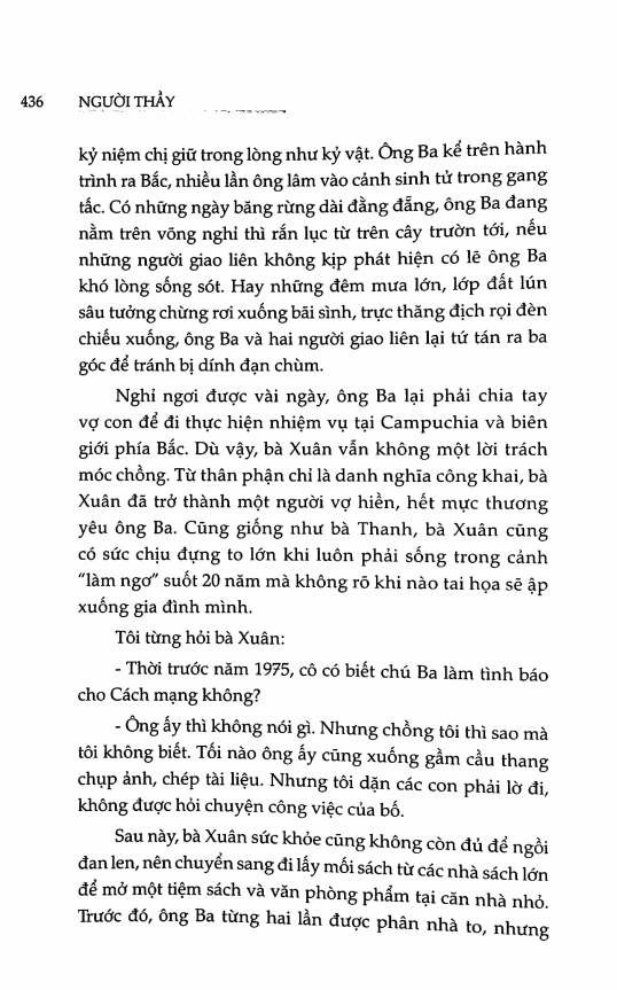 436 NGƯỜI THẦY
kỷ niệm chị giữ trong lòng như kỷ vật. Ông Ba kể trên hành
trình ra Bắc, nhiều lần ông lâm vào cảnh sinh tử trong gang
tấc. Có những ngày băng rừng dài đằng đẵng, ông Ba đang
nằm trên võng nghỉ thì rắn lục từ trên cây trườn tới, nếu
những người giao liên không kịp phát hiện có lẽ ông Ba
khó lòng sống sót. Hay những đêm mưa lớn, lớp đất lún
sâu tưởng chừng rơi xuống bãi sình, trực thăng địch rọi đèn
chiếu xuống, ông Ba và hai người giao liên lại tứ tán ra ba
góc để tránh bị dính đạn chùm.
Nghỉ ngơi được vài ngày, ông Ba lại phải chia tay
vợ con để đi thực hiện nhiệm vụ tại Campuchia và biên
giới phía Bắc. Dù vậy, bà Xuân vẫn không một lời trách
móc chồng. Từ thân phận chỉ là danh nghĩa công khai, bà
Xuân đã trở thành một người vợ hiền, hết mực thương
yêu ông Ba. Cũng giống như bà Thanh, bà Xuân cũng
có sức chịu đựng to lớn khi luôn phải sống trong cảnh
"làm ngơ" suốt 20 năm mà không rõ khi nào tai họa sẽ ập
xuống gia đình mình.
Tôi từng hỏi bà Xuân:
- Thời trước năm 1975, cô có biết chú Ba làm tình báo
cho Cách mạng không?
- Ông ấy thì không nói gì. Nhưng chồng tôi thì sao mà
tôi không biết. Tối nào ông ấy cũng xuống gầm cầu thang
chụp ảnh, chép tài liệu. Nhưng tôi dặn các con phải lờ đi,
không được hỏi chuyện công việc của bố.
Sau này, bà Xuân sức khỏe cũng không còn đủ để ngồi
đan len, nên chuyển sang đi lấy mối sách từ các nhà sách lớn
để mở một tiệm sách và văn phòng phẩm tại căn nhà nhỏ.
Trước đó, ông Ba từng hai lần được phân nhà to, nhưng